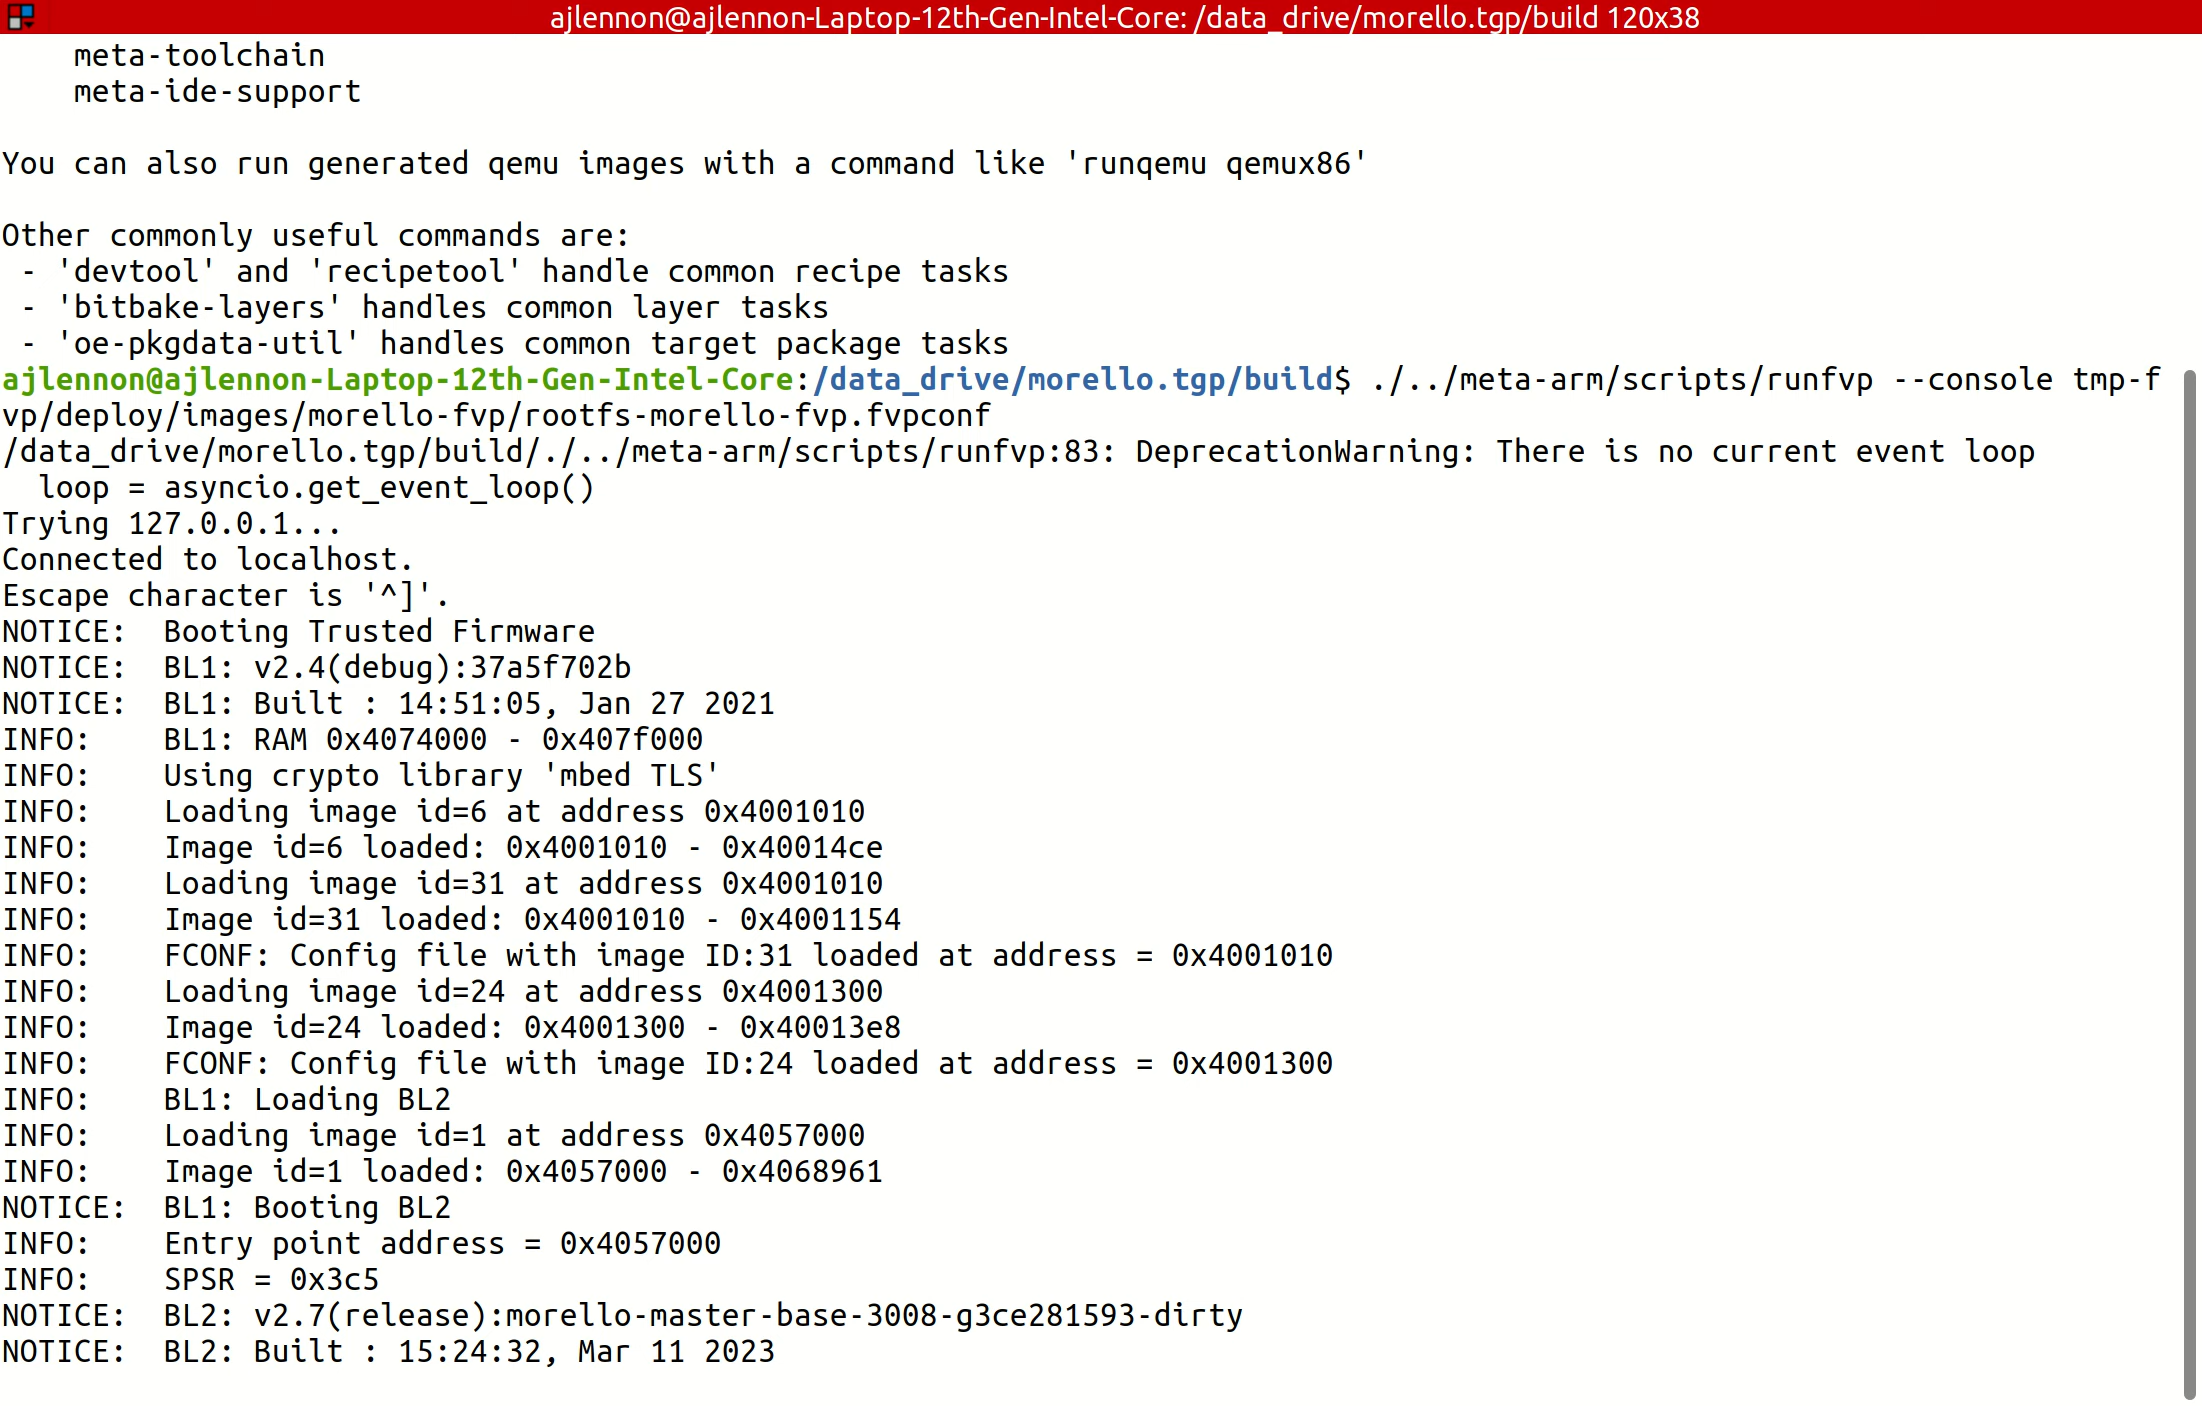 ajlennon@ajlennon-Laptop-12th-Gen-Intel-Core: /data_drive/morello.tgp/build 120x38
    meta-toolchain
    meta-ide-support

You can also run generated qemu images with a command like 'runqemu qemux86'

Other commonly useful commands are:
 - 'devtool' and 'recipetool' handle common recipe tasks
 - 'bitbake-layers' handles common layer tasks
 - 'oe-pkgdata-util' handles common target package tasks
ajlennon@ajlennon-Laptop-12th-Gen-Intel-Core:/data_drive/morello.tgp/build$ ./../meta-arm/scripts/runfvp --console tmp-f
vp/deploy/images/morello-fvp/rootfs-morello-fvp.fvpconf
/data_drive/morello.tgp/build/./../meta-arm/scripts/runfvp:83: DeprecationWarning: There is no current event loop
  loop = asyncio.get_event_loop()
Trying 127.0.0.1...
Connected to localhost.
Escape character is '^]'.
NOTICE:  Booting Trusted Firmware
NOTICE:  BL1: v2.4(debug):37a5f702b
NOTICE:  BL1: Built : 14:51:05, Jan 27 2021
INFO:    BL1: RAM 0x4074000 - 0x407f000
INFO:    Using crypto library 'mbed TLS'
INFO:    Loading image id=6 at address 0x4001010
INFO:    Image id=6 loaded: 0x4001010 - 0x40014ce
INFO:    Loading image id=31 at address 0x4001010
INFO:    Image id=31 loaded: 0x4001010 - 0x4001154
INFO:    FCONF: Config file with image ID:31 loaded at address = 0x4001010
INFO:    Loading image id=24 at address 0x4001300
INFO:    Image id=24 loaded: 0x4001300 - 0x40013e8
INFO:    FCONF: Config file with image ID:24 loaded at address = 0x4001300
INFO:    BL1: Loading BL2
INFO:    Loading image id=1 at address 0x4057000
INFO:    Image id=1 loaded: 0x4057000 - 0x4068961
NOTICE:  BL1: Booting BL2
INFO:    Entry point address = 0x4057000
INFO:    SPSR = 0x3c5
NOTICE:  BL2: v2.7(release):morello-master-base-3008-g3ce281593-dirty
NOTICE:  BL2: Built : 15:24:32, Mar 11 2023